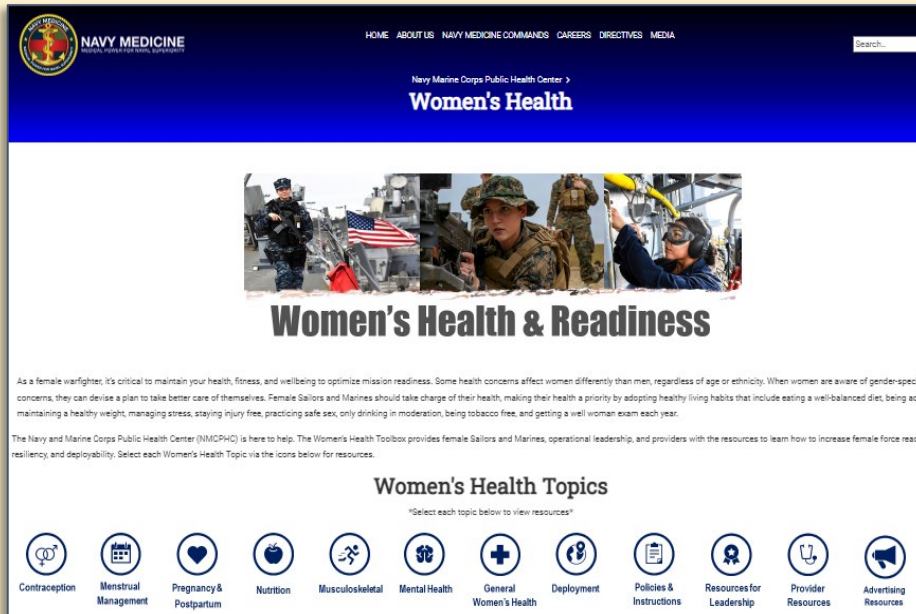 NAVY MEDICINE
NAVY MEDICINE
MEDICAL POWER FOR NAVAL SUPERIORITY
HOME ABOUT US NAVY MEDICINE COMMANDS CAREERS DIRECTIVES MEDIA
Search...
Navy Marine Corps Public Health Center >
Women's Health
Women's Health & Readiness
As a female warfighter, it's critical to maintain your health, fitness, and wellbeing to optimize mission readiness. Some health concerns affect women differently than men, regardless of age or ethnicity. When women are aware of gender-spec
concerns, they can devise a plan to take better care of themselves. Female Sailors and Marines should take charge of their health, making their health a priority by adopting healthy living habits that include eating a well-balanced diet, being ac
maintaining a healthy weight, managing stress, staying injury free, practicing safe sex, only drinking in moderation, being tobacco free, and getting a well woman exam each year.
The Navy and Marine Corps Public Health Center (NMCPHC) is here to help. The Women's Health Toolbox provides female Sailors and Marines, operational leadership, and providers with the resources to learn how to increase female force reac
resiliency, and deployability. Select each Women's Health Topic via the icons below for resources.
Women's Health Topics
*Select each topic below to view resources*
Contraception
Menstrual
Management
Pregnancy &
Postpartum
Nutrition
Musculoskeletal
Mental Health
General
Women's Health
Deployment
Policies &
Instructions
Resources for
Leadership
Provider
Resources
Advertising
Resources